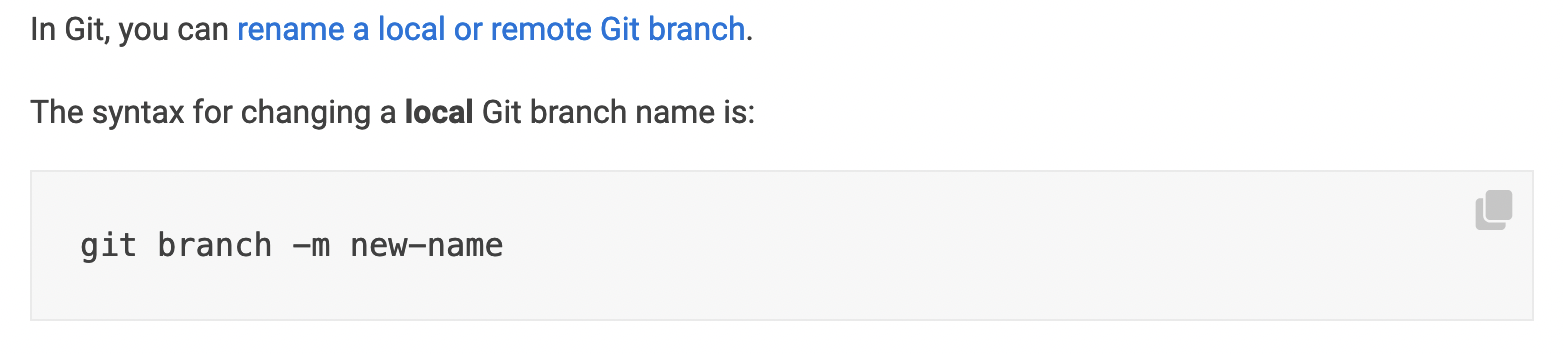 In Git, you can rename a local or remote Git branch.
The syntax for changing a local Git branch name is:
git branch -m new-name